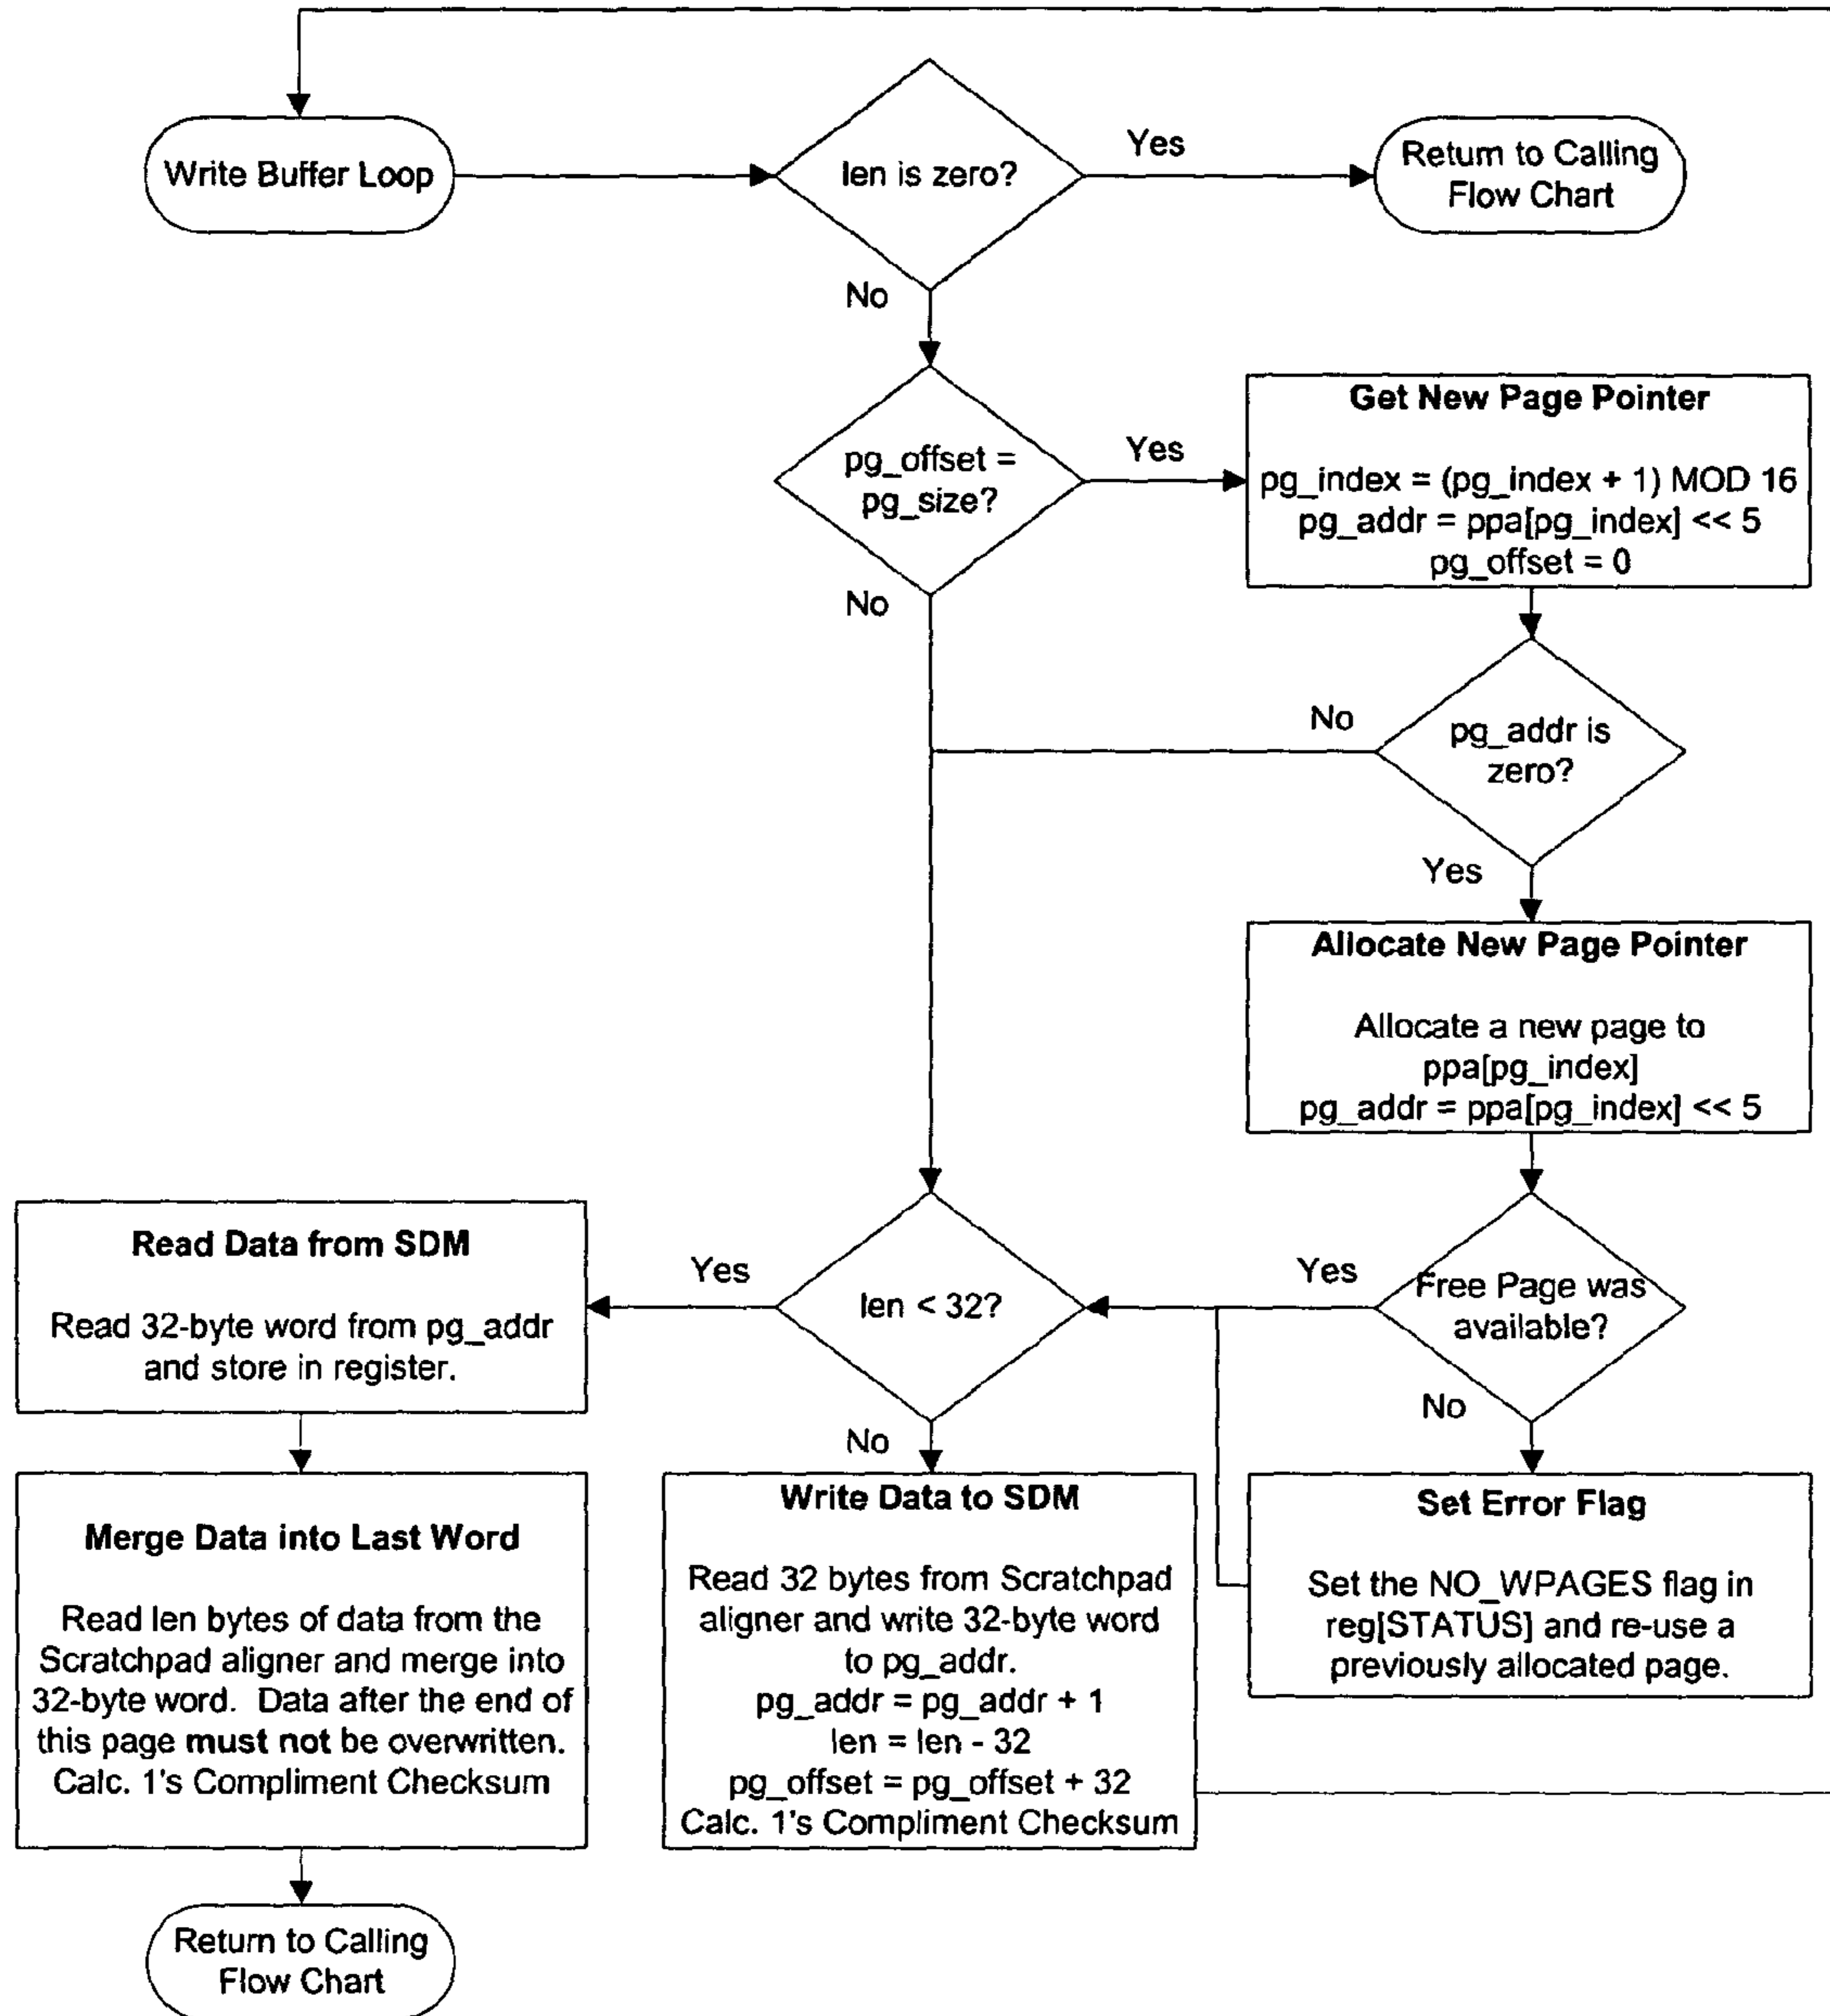 Write Buffer Loop
len is zero?
Yes
Return to Calling
Flow Chart
No
pg_offset =
pg_size?
Yes
No
Get New Page Pointer
pg_index = (pg_index + 1) MOD 16
pg_addr = ppa[pg_index] << 5
pg_offset = 0
No
pg_addr is
zero?
Yes
Allocate New Page Pointer
Allocate a new page to
ppa[pg_index]
pg_addr = ppa[pg_index] << 5
Read Data from SDM
Read 32-byte word from pg_addr
and store in register.
Yes
len < 32?
No
Yes
Free Page was
available?
No
Merge Data into Last Word
Read len bytes of data from the
Scratchpad aligner and merge into
32-byte word. Data after the end of
this page must not be overwritten.
Calc. 1's Compliment Checksum
Write Data to SDM
Read 32 bytes from Scratchpad
aligner and write 32-byte word
to pg_addr.
pg_addr = pg_addr + 1
len = len - 32
pg_offset = pg_offset + 32
Calc. 1's Compliment Checksum
Set Error Flag
Set the NO_WPAGES flag in
reg[STATUS] and re-use a
previously allocated page.
Return to Calling
Flow Chart